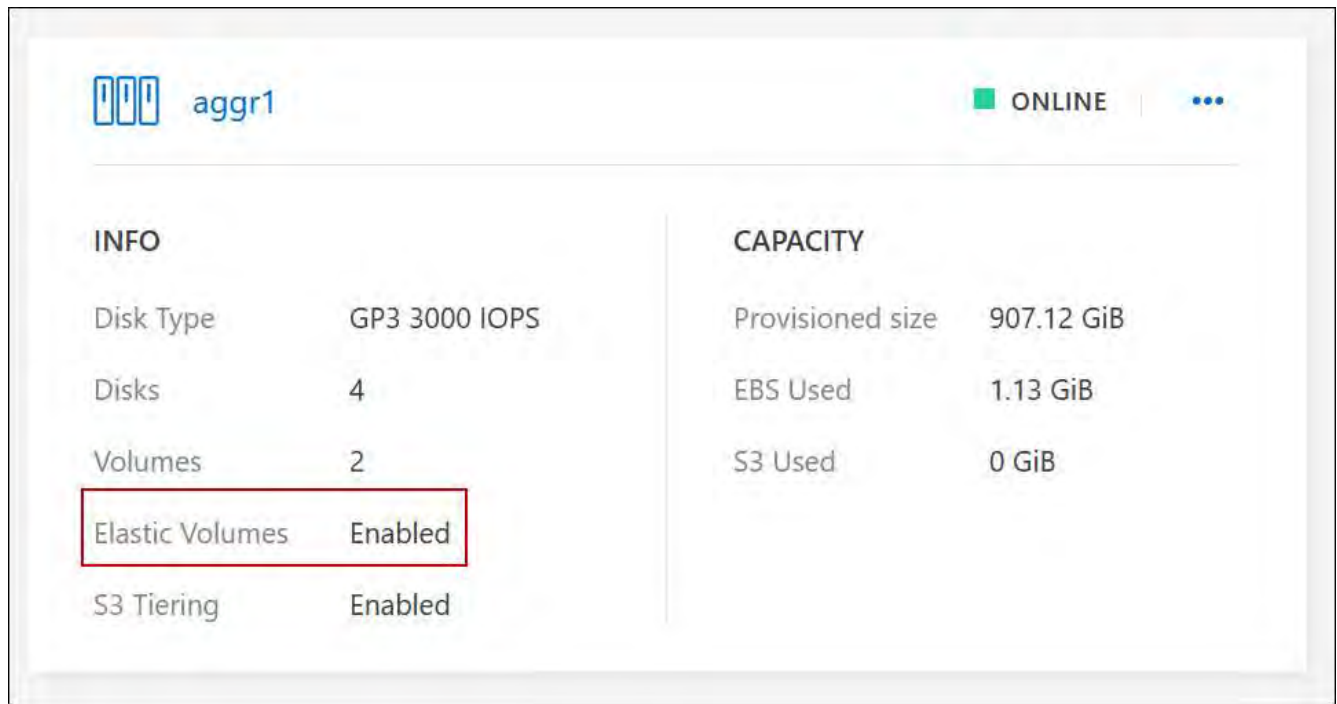 aggr1
ONLINE
INFO
Disk Type GP3 3000 IOPS
Disks 4
Volumes 2
Elastic Volumes Enabled
S3 Tiering Enabled
CAPACITY
Provisioned size 907.12 GiB
EBS Used 1.13 GiB
S3 Used 0 GiB